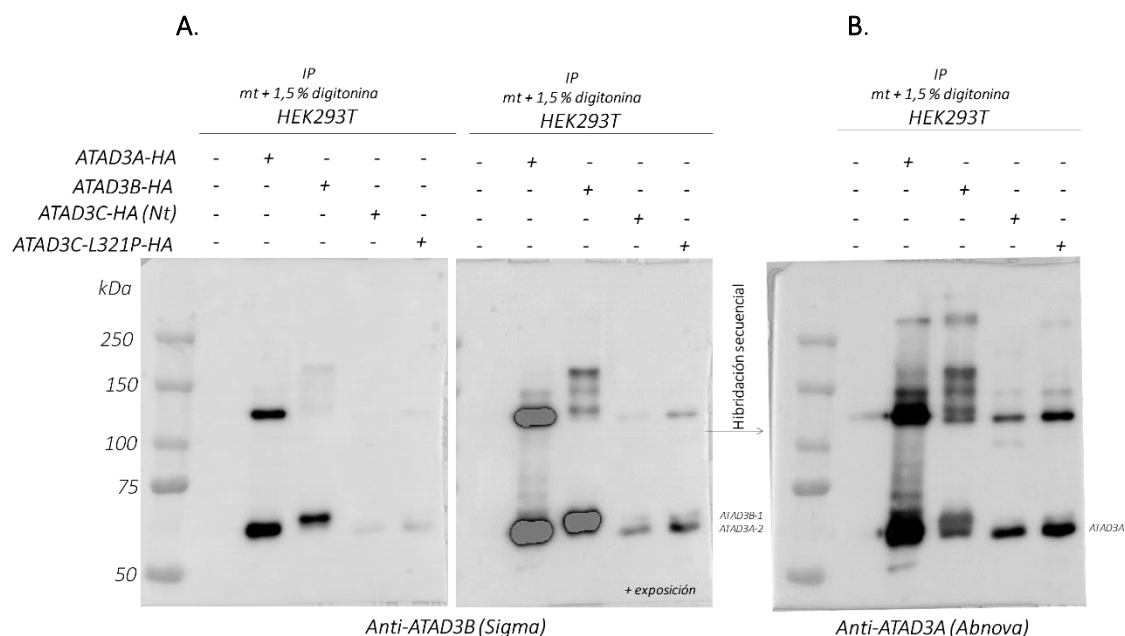 A.
B.
IP
mt + 1,5 % digitonina
HEK293T
IP
mt + 1,5 % digitonina
HEK293T
IP
mt + 1,5 % digitonina
HEK293T
ATAD3A-HA - + - - - - + - - - - + - - -
ATAD3B-HA - - + - - - - + - - - - + - -
ATAD3C-HA (Nt) - - - + - - - - + - - - - + -
ATAD3C-L321P-HA - - - - + - - - - + - - - - +
kDa
250
150
100
75
50
Hibridación secuencial
ATAD3B-1
ATAD3A-2
ATAD3A
+ exposición
Anti-ATAD3B (Sigma)
Anti-ATAD3A (Abnova)